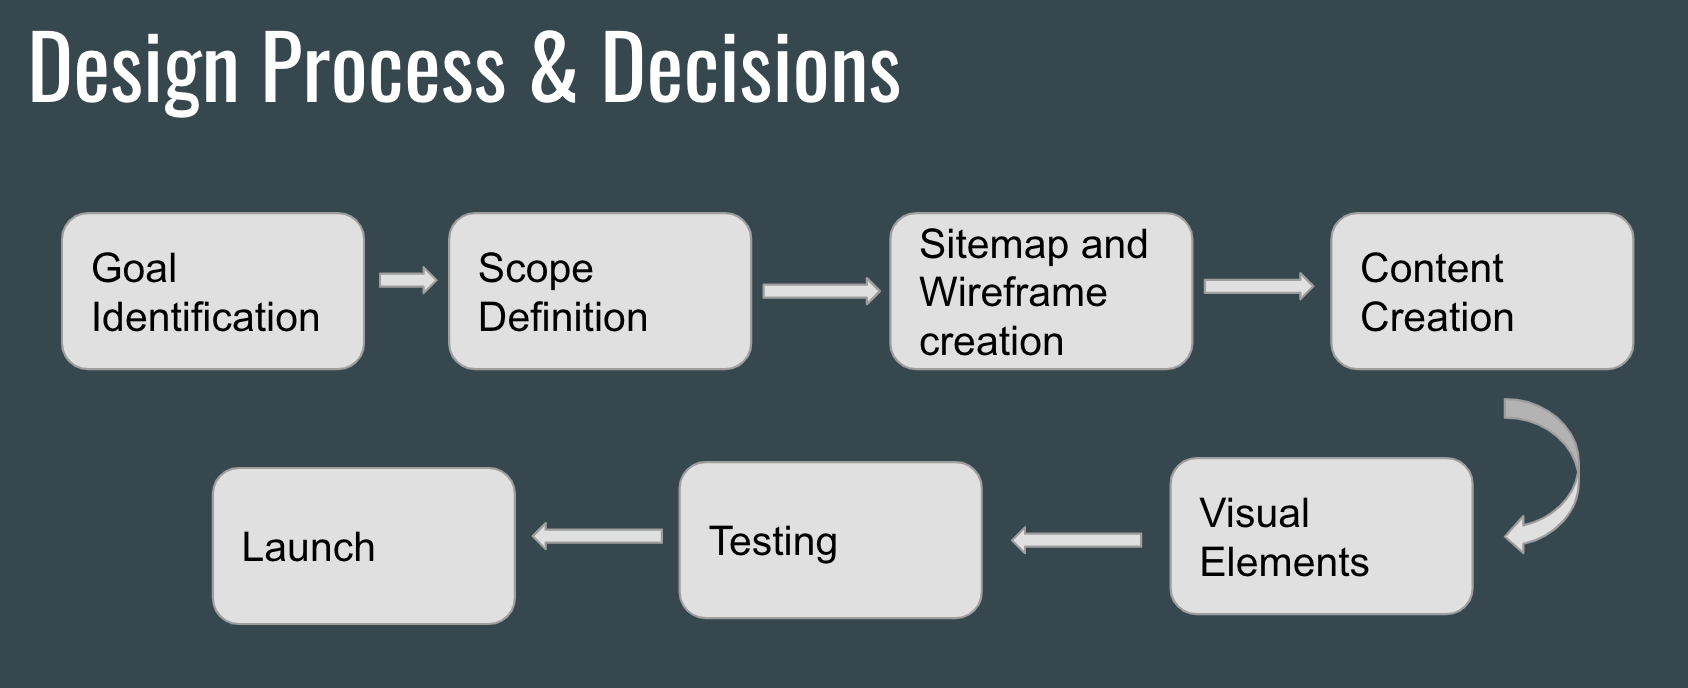 Design Process & Decisions
Goal
Identification
Scope
Definition
Sitemap and
Wireframe
creation
Content
Creation
Visual
Elements
Testing
Launch